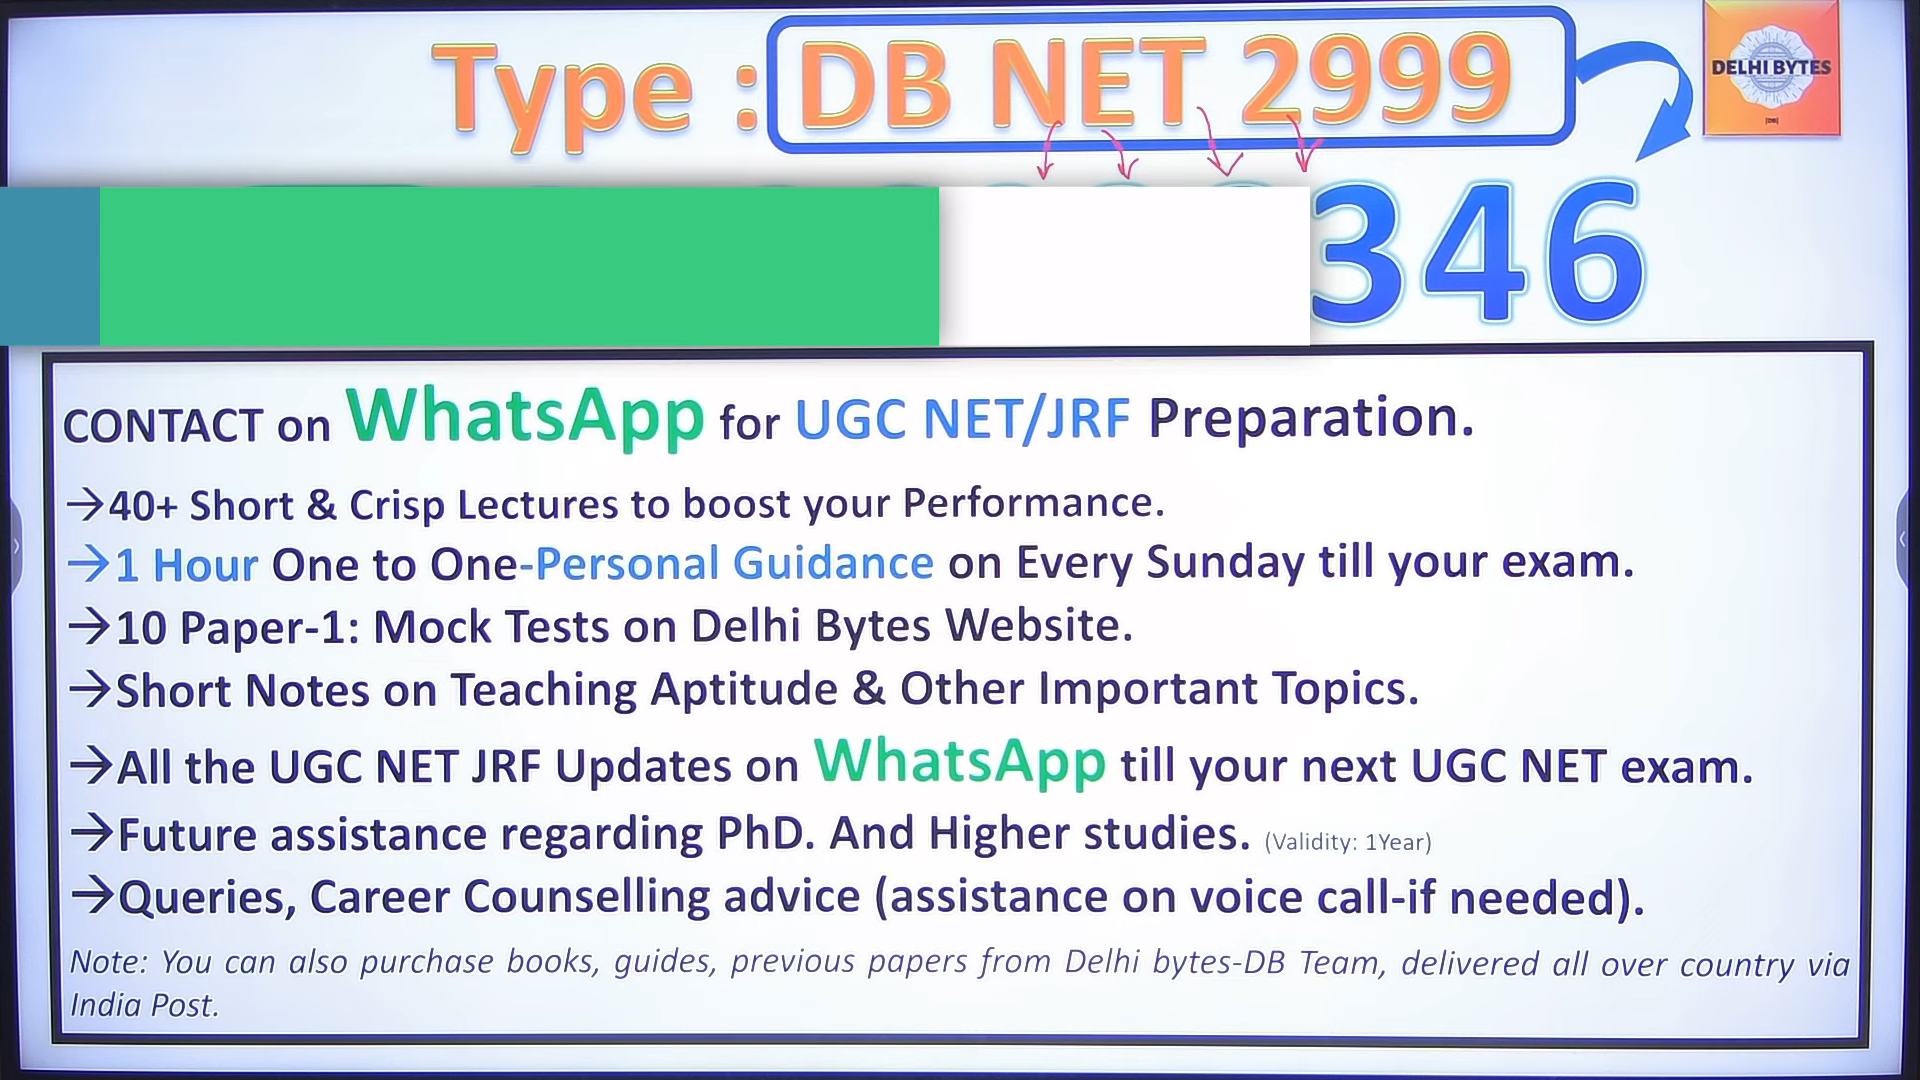 Type : DB NET 2999
DELHI BYTES
|DB|
346
CONTACT on WhatsApp for UGC NET/JRF Preparation.
→40+ Short & Crisp Lectures to boost your Performance.
→1 Hour One to One-Personal Guidance on Every Sunday till your exam.
→10 Paper-1: Mock Tests on Delhi Bytes Website.
→Short Notes on Teaching Aptitude & Other Important Topics.
→All the UGC NET JRF Updates on WhatsApp till your next UGC NET exam.
→Future assistance regarding PhD. And Higher studies. (Validity: 1Year)
→Queries, Career Counselling advice (assistance on voice call-if needed).
Note: You can also purchase books, guides, previous papers from Delhi bytes-DB Team, delivered all over country via
India Post.